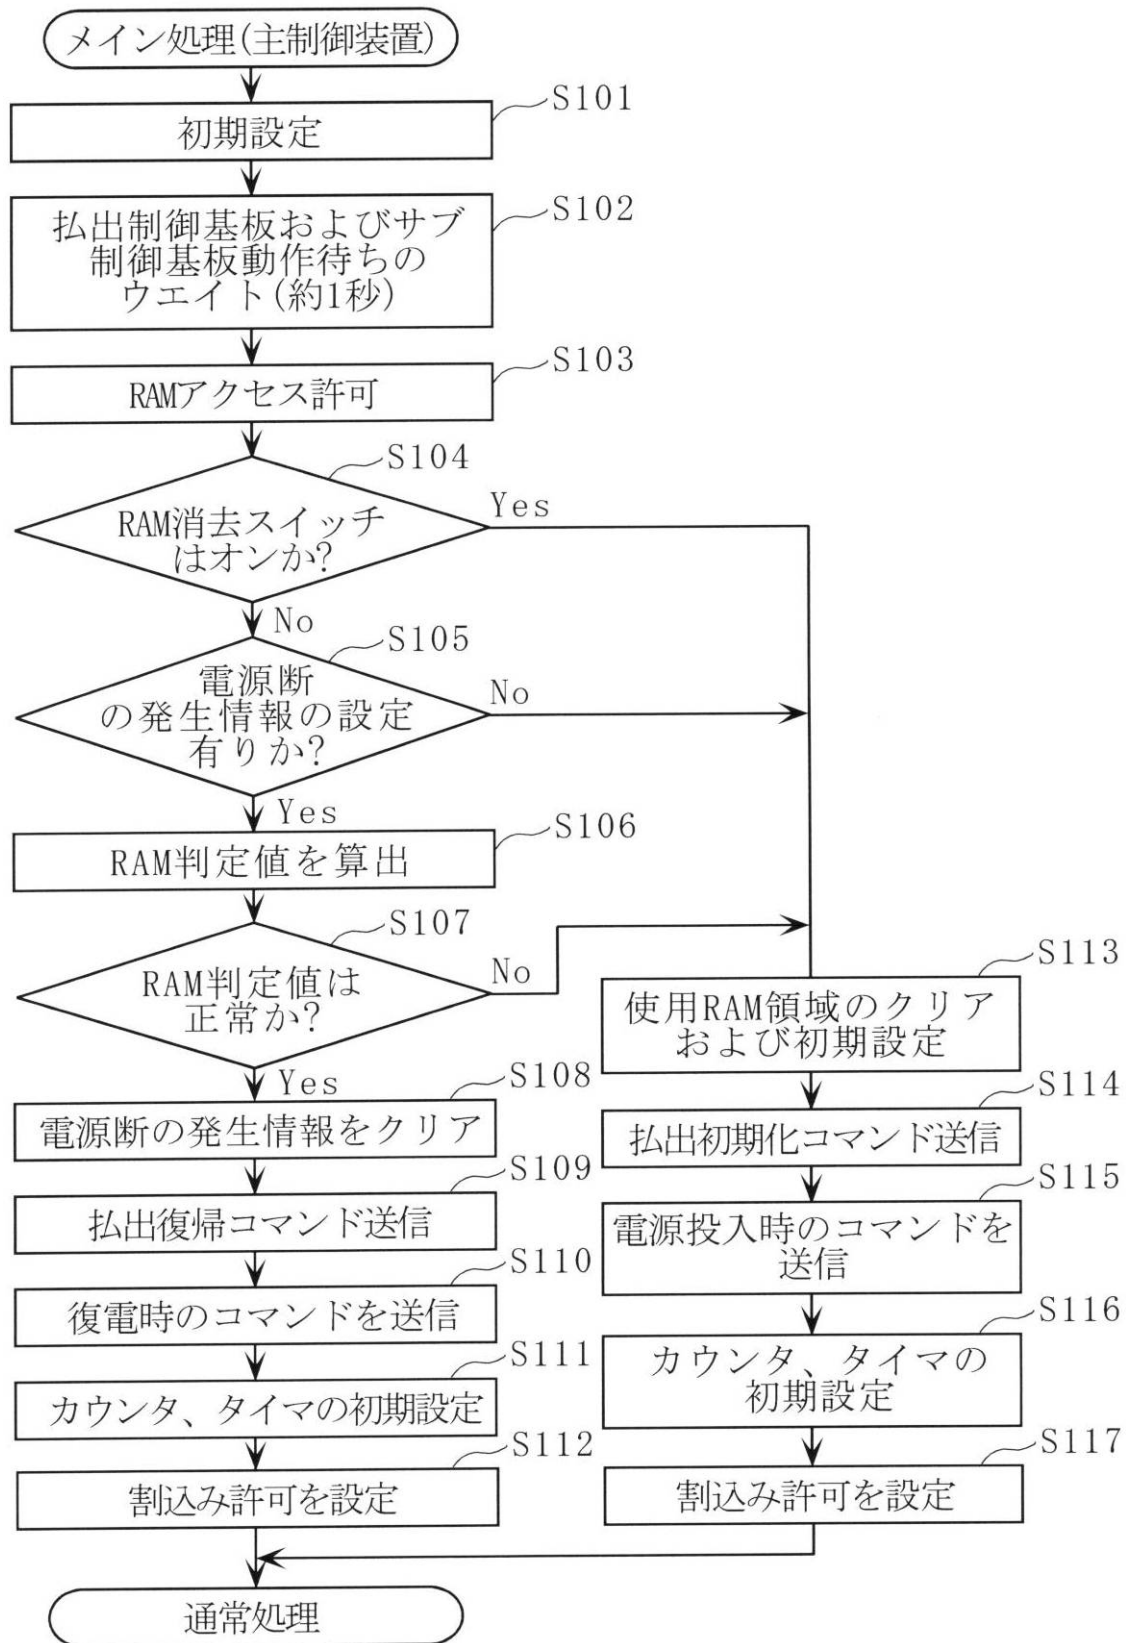 メイン処理(主制御装置)
S101
初期設定
S102
払出制御基板およびサブ
制御基板動作待ちの
ウエイト(約1秒)
S103
RAMアクセス許可
S104
RAM消去スイッチ
はオンか?
Yes
No
S105
電源断
の発生情報の設定
有りか?
No
Yes
S106
RAM判定値を算出
S107
RAM判定値は
正常か?
No
Yes
S108
電源断の発生情報をクリア
S109
払出復帰コマンド送信
S110
復電時のコマンドを送信
S111
カウンタ、タイマの初期設定
S112
割込み許可を設定
S113
使用RAM領域のクリア
および初期設定
S114
払出初期化コマンド送信
S115
電源投入時のコマンドを
送信
S116
カウンタ、タイマの
初期設定
S117
割込み許可を設定
通常処理